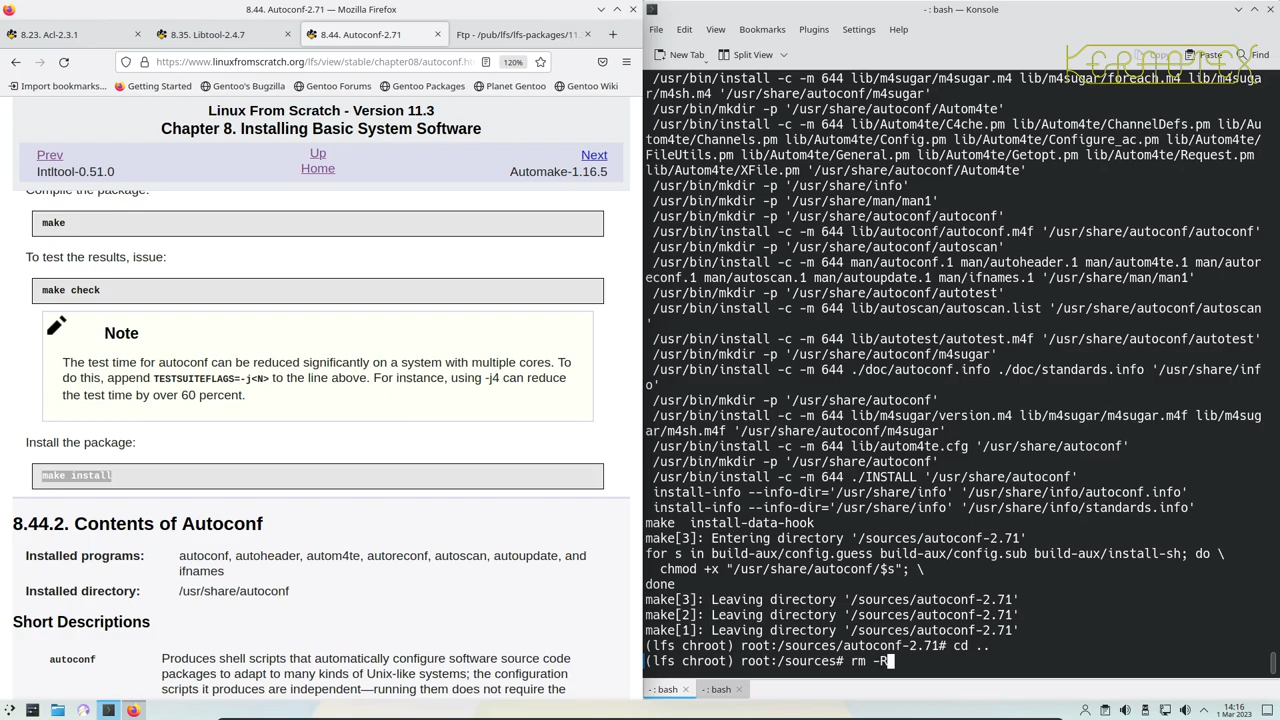 8.44. Autoconf-2.71 — Mozilla Firefox
8.23. Acl-2.3.1
8.35. Libtool-2.4.7
8.44. Autoconf-2.71
Ftp - /pub/lfs/lfs-packages/11.
https://www.linuxfromscratch.org/lfs/view/stable/chapter08/autoconf.h
120%
Import bookmarks...
Getting Started
Gentoo's Bugzilla
Gentoo Forums
Gentoo Packages
Planet Gentoo
Gentoo Wiki
Linux From Scratch - Version 11.3
Chapter 8. Installing Basic System Software
Prev
Up
Next
Intltool-0.51.0
Home
Automake-1.16.5
Compile the package:
make
To test the results, issue:
make check
Note
The test time for autoconf can be reduced significantly on a system with multiple cores. To
do this, append TESTSUITEFLAGS=-j<N> to the line above. For instance, using -j4 can reduce
the test time by over 60 percent.
Install the package:
make install
8.44.2. Contents of Autoconf
Installed programs: autoconf, autoheader, autom4te, autoreconf, autoscan, autoupdate, and
ifnames
Installed directory: /usr/share/autoconf
Short Descriptions
autoconf Produces shell scripts that automatically configure software source code
packages to adapt to many kinds of Unix-like systems; the configuration
scripts it produces are independent—running them does not require the
- : bash — Konsole
File Edit View Bookmarks Plugins Settings Help
New Tab
Split View
Copy
Paste
Find
KERNOTEX
/usr/bin/install -c -m 644 lib/m4sugar/m4sugar.m4 lib/m4sugar/foreach.m4 lib/m4suga
r/m4sh.m4 '/usr/share/autoconf/m4sugar'
/usr/bin/mkdir -p '/usr/share/autoconf/Autom4te'
/usr/bin/install -c -m 644 lib/Autom4te/C4che.pm lib/Autom4te/ChannelDefs.pm lib/Au
tom4te/Channels.pm lib/Autom4te/Config.pm lib/Autom4te/Configure_ac.pm lib/Autom4te/
FileUtils.pm lib/Autom4te/General.pm lib/Autom4te/Getopt.pm lib/Autom4te/Request.pm
lib/Autom4te/XFile.pm '/usr/share/autoconf/Autom4te'
/usr/bin/mkdir -p '/usr/share/info'
/usr/bin/mkdir -p '/usr/share/man/man1'
/usr/bin/mkdir -p '/usr/share/autoconf/autoconf'
/usr/bin/install -c -m 644 lib/autoconf/autoconf.m4f '/usr/share/autoconf/autoconf'
/usr/bin/mkdir -p '/usr/share/autoconf/autoscan'
/usr/bin/install -c -m 644 man/autoconf.1 man/autoheader.1 man/autom4te.1 man/autor
econf.1 man/autoscan.1 man/autoupdate.1 man/ifnames.1 '/usr/share/man/man1'
/usr/bin/mkdir -p '/usr/share/autoconf/autotest'
/usr/bin/install -c -m 644 lib/autoscan/autoscan.list '/usr/share/autoconf/autoscan
'
/usr/bin/install -c -m 644 lib/autotest/autotest.m4f '/usr/share/autoconf/autotest'
/usr/bin/mkdir -p '/usr/share/autoconf/m4sugar'
/usr/bin/install -c -m 644 ./doc/autoconf.info ./doc/standards.info '/usr/share/inf
o'
/usr/bin/mkdir -p '/usr/share/autoconf'
/usr/bin/install -c -m 644 lib/m4sugar/version.m4 lib/m4sugar/m4sugar.m4f lib/m4sug
ar/m4sh.m4f '/usr/share/autoconf/m4sugar'
/usr/bin/install -c -m 644 lib/autom4te.cfg '/usr/share/autoconf'
/usr/bin/mkdir -p '/usr/share/autoconf'
/usr/bin/install -c -m 644 ./INSTALL '/usr/share/autoconf'
install-info --info-dir='/usr/share/info' '/usr/share/info/autoconf.info'
install-info --info-dir='/usr/share/info' '/usr/share/info/standards.info'
make  install-data-hook
make[3]: Entering directory '/sources/autoconf-2.71'
for s in build-aux/config.guess build-aux/config.sub build-aux/install-sh; do \
chmod +x "/usr/share/autoconf/$s"; \
done
make[3]: Leaving directory '/sources/autoconf-2.71'
make[2]: Leaving directory '/sources/autoconf-2.71'
make[1]: Leaving directory '/sources/autoconf-2.71'
(lfs chroot) root:/sources/autoconf-2.71# cd ..
(lfs chroot) root:/sources# rm -R
- : bash
- : bash
14:16
1 Mar 2023